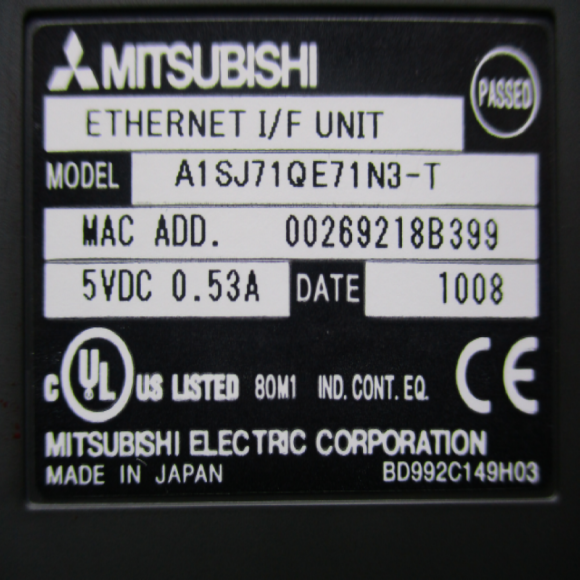 MITSUBISHI
PASSED
ETHERNET I/F UNIT
MODEL A1SJ71QE71N3-T
MAC ADD. 00269218B399
5VDC 0.53A DATE 1008
C UL US LISTED 80M1 IND. CONT. EQ. CE
MITSUBISHI ELECTRIC CORPORATION
MADE IN JAPAN BD992C149H03